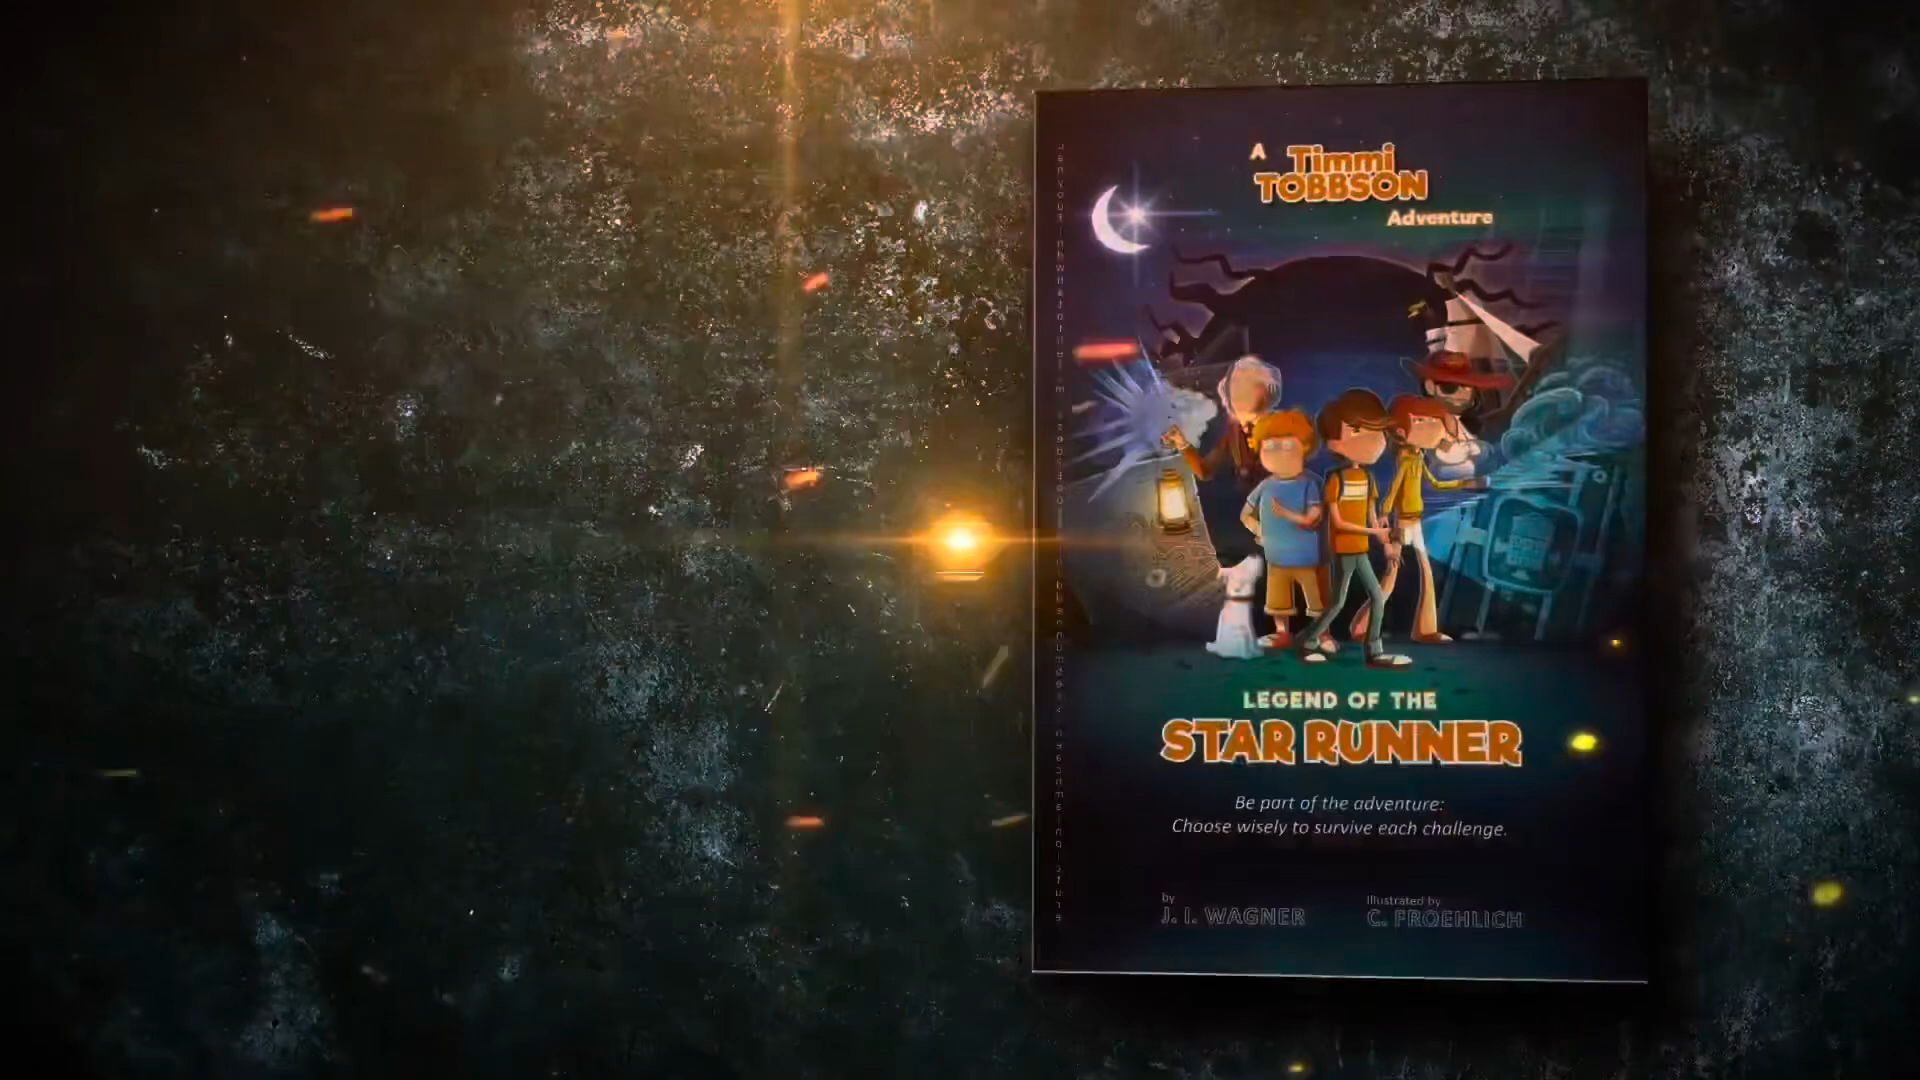 A Timmi
TOBBSON
Adventure
LEGEND OF THE
STAR RUNNER
Be part of the adventure:
Choose wisely to survive each challenge.
by
J. I. WAGNER
Illustrated by
C. FROEHLICH